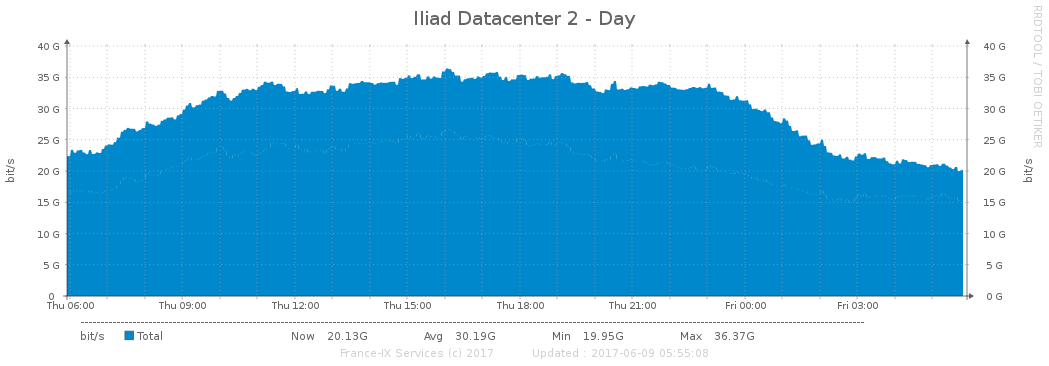 Iliad Datacenter 2 - Day
RRDTOOL / TOBI OETIKER
40 G 40 G
35 G 35 G
30 G 30 G
25 G 25 G
20 G 20 G
15 G 15 G
10 G 10 G
5 G 5 G
0 0 G
bit/s bit/s
Thu 06:00 Thu 09:00 Thu 12:00 Thu 15:00 Thu 18:00 Thu 21:00 Fri 00:00 Fri 03:00
bit/s Total Now 20.13G Avg 30.19G Min 19.95G Max 36.37G
France-IX Services (c) 2017 Updated : 2017-06-09 05:55:08